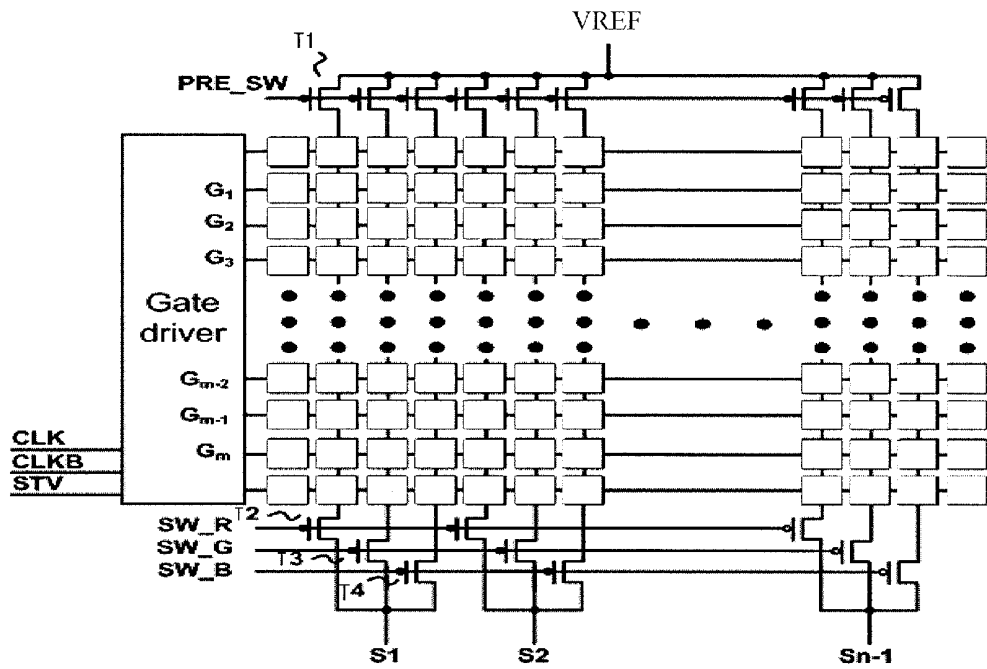 VREF
T1
PRE_SW
G1
G2
G3
Gate
driver
Gm-2
Gm-1
Gm
CLK
CLKB
STV
T2
SW_R
SW_G
T3
SW_B
T4
S1
S2
Sn-1